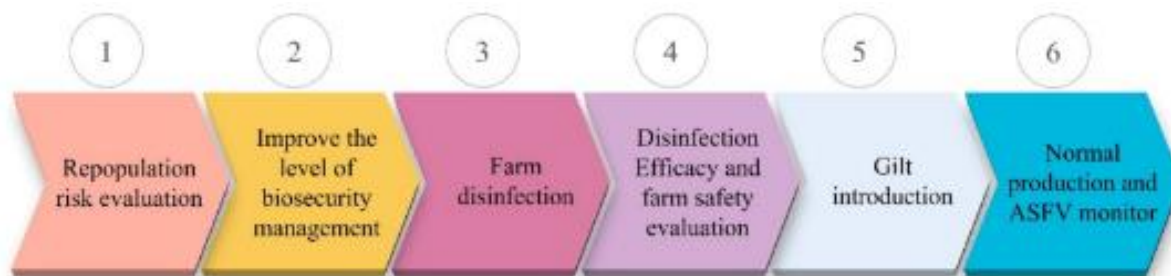 1
2
3
4
5
6
Repopulation
risk evaluation
Improve the
level of
biosecurity
management
Farm
disinfection
Disinfection
Efficacy and
farm safety
evaluation
Gilt
introduction
Normal
production and
ASFV monitor